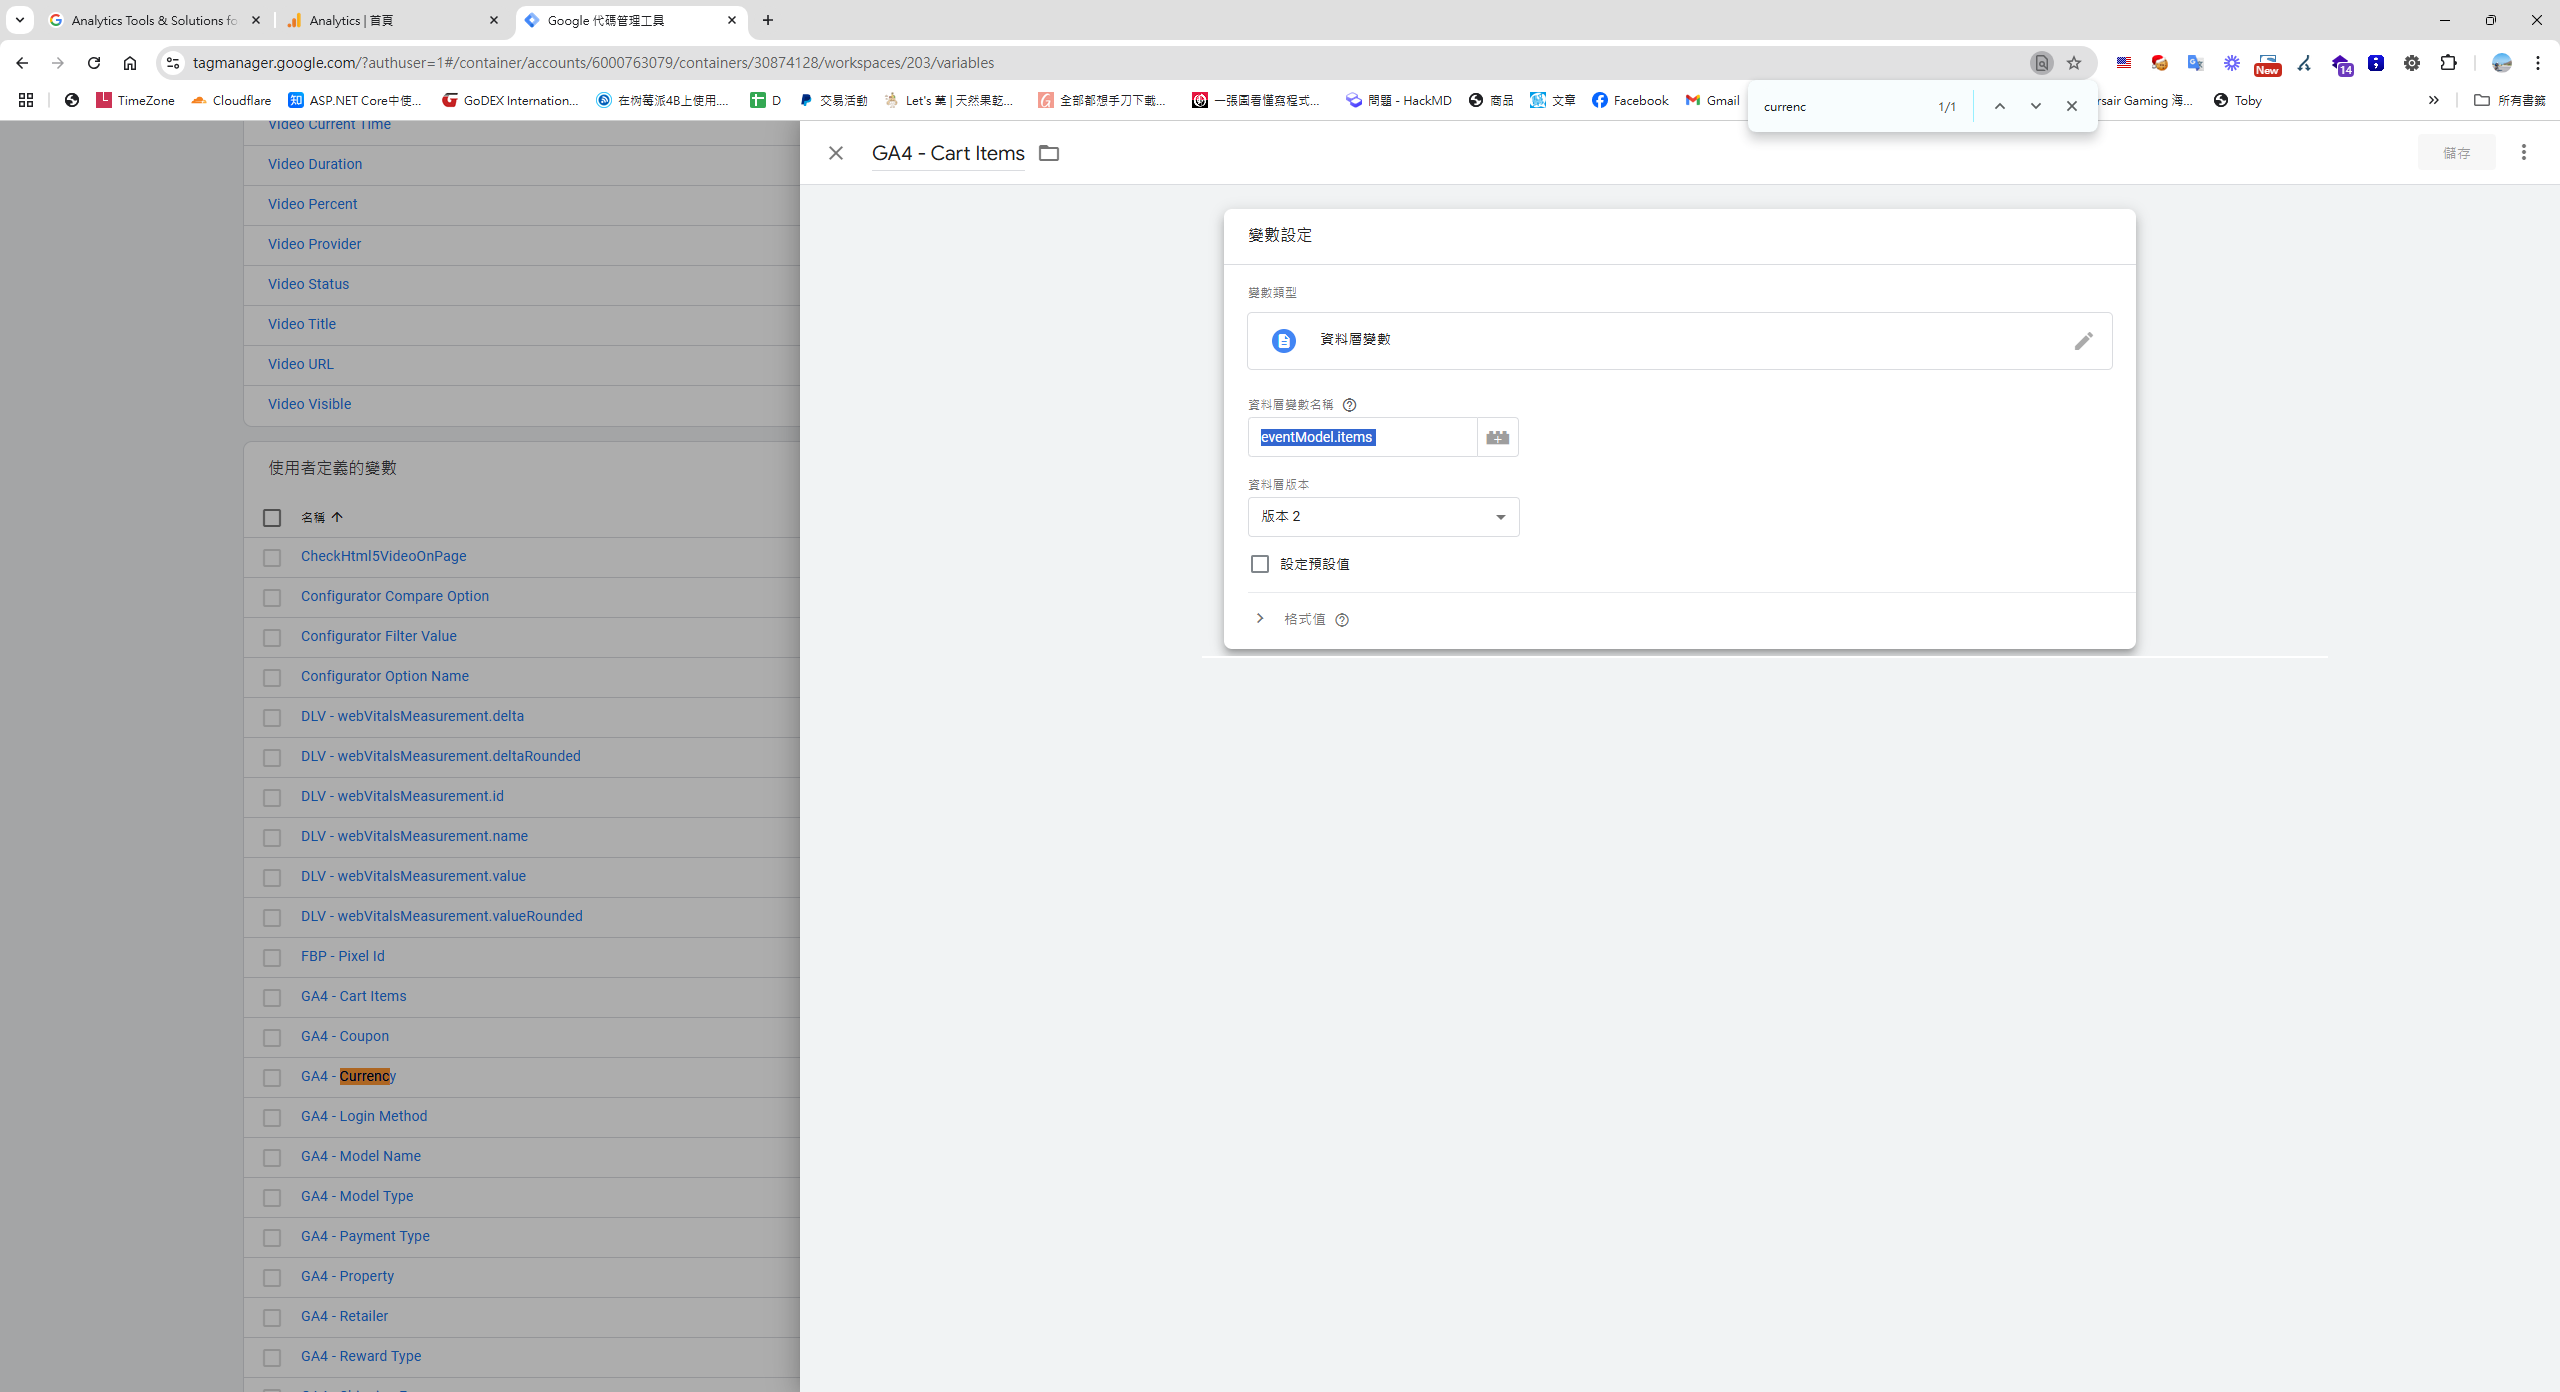 Analytics Tools & Solutions fo
Analytics | 首頁
Google 代碼管理工具
tagmanager.google.com/?authuser=1#/container/accounts/6000763079/containers/30874128/workspaces/203/variables
New
14
TimeZone
Cloudflare
ASP.NET Core中使...
GoDEX Internation...
在树莓派4B上使用....
D
交易活動
Let's 菓 | 天然果乾...
全部都想手刀下載...
一張圖看懂寫程式...
問題 - HackMD
商品
文章
Facebook
Gmail
rsair Gaming 海...
Toby
所有書籤
currenc
1/1
Video Current Time
Video Duration
Video Percent
Video Provider
Video Status
Video Title
Video URL
Video Visible
使用者定義的變數
名稱
CheckHtml5VideoOnPage
Configurator Compare Option
Configurator Filter Value
Configurator Option Name
DLV - webVitalsMeasurement.delta
DLV - webVitalsMeasurement.deltaRounded
DLV - webVitalsMeasurement.id
DLV - webVitalsMeasurement.name
DLV - webVitalsMeasurement.value
DLV - webVitalsMeasurement.valueRounded
FBP - Pixel Id
GA4 - Cart Items
GA4 - Coupon
GA4 - Currency
GA4 - Login Method
GA4 - Model Name
GA4 - Model Type
GA4 - Payment Type
GA4 - Property
GA4 - Retailer
GA4 - Reward Type
GA4 - Cart Items
儲存
變數設定
變數類型
資料層變數
資料層變數名稱
eventModel.items
資料層版本
版本 2
設定預設值
格式值